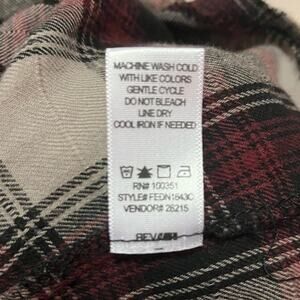 MACHINE WASH COLD
WITH LIKE COLORS
GENTLE CYCLE
DO NOT BLEACH
LINE DRY
COOL IRON IF NEEDED
RN# 100351
STYLE# FEDN1643C
VENDOR# 26215